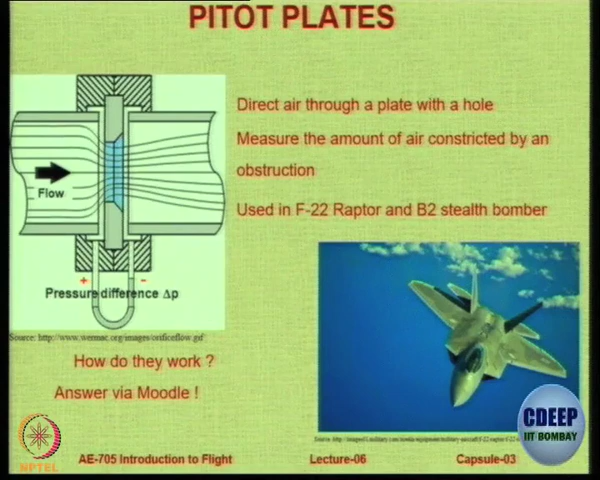 PITOT PLATES
Direct air through a plate with a hole
Measure the amount of air constricted by an
obstruction
Used in F-22 Raptor and B2 stealth bomber
Flow
+ -
Pressure difference Δp
Source: http://www.wermac.org/images/orificeflow.gif
How do they work ?
Answer via Moodle !
CDEEP
IIT BOMBAY
NPTEL
AE-705 Introduction to Flight
Lecture-06
Capsule-03